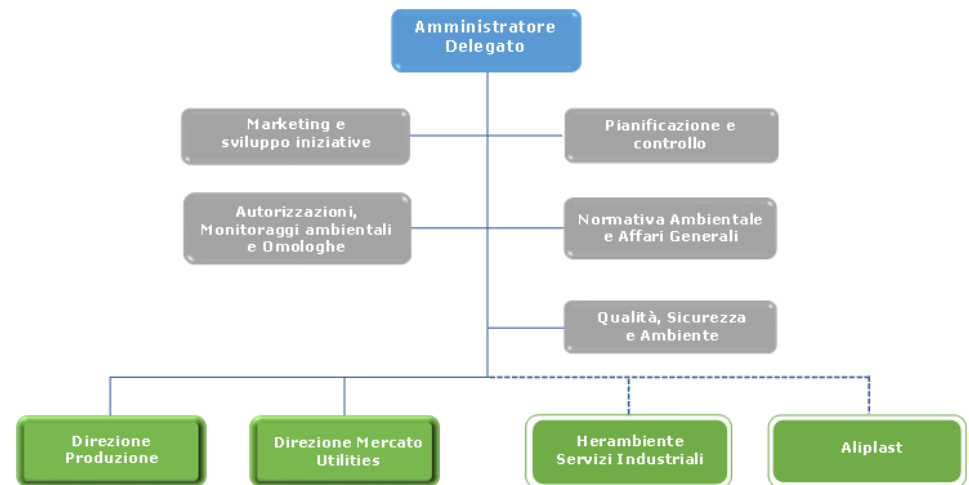 Amministratore
Delegato
Marketing e
sviluppo iniziative
Pianificazione e
controllo
Autorizzazioni,
Monitoraggi ambientali
e Omologhe
Normativa Ambientale
e Affari Generali
Qualità, Sicurezza
e Ambiente
Direzione
Produzione
Direzione Mercato
Utilities
Herambiente
Servizi Industriali
Aliplast